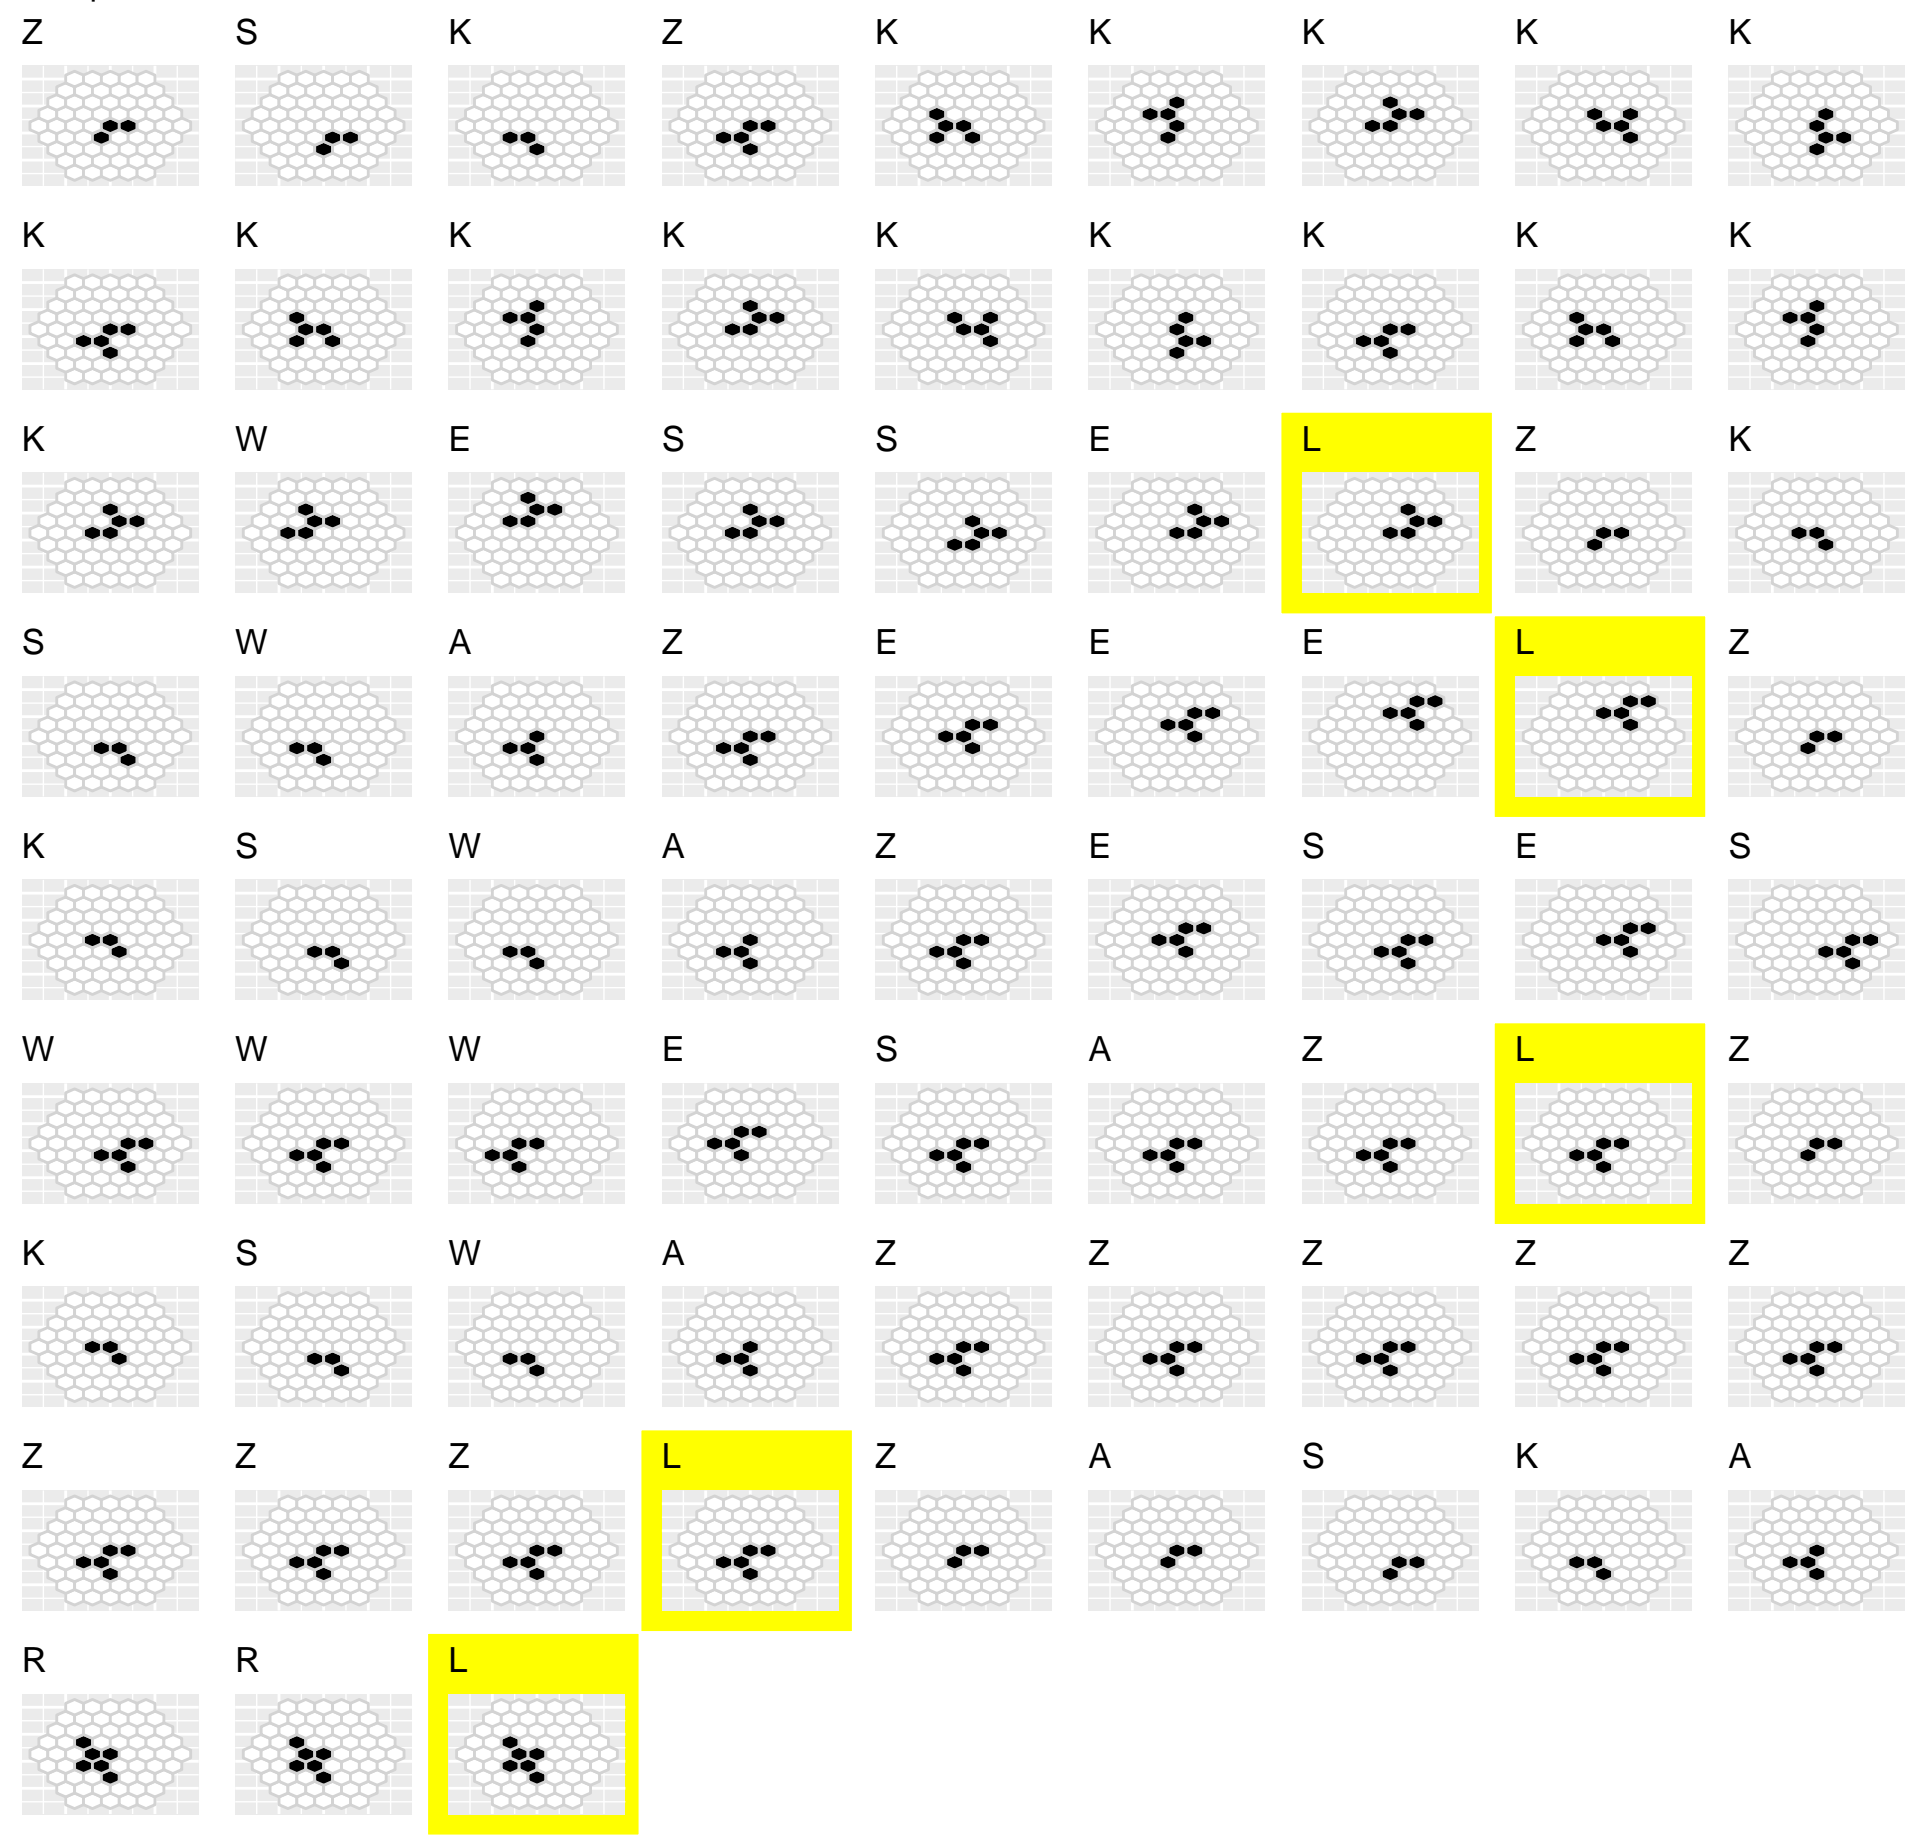 Z S K Z K K K K K
K K K K K K K K K
K W E S S E L Z K
S W A Z E E E L Z
K S W A Z E S E S
W W W E S A Z L Z
K S W A Z Z Z Z Z
Z Z Z L Z A S K A
R R L